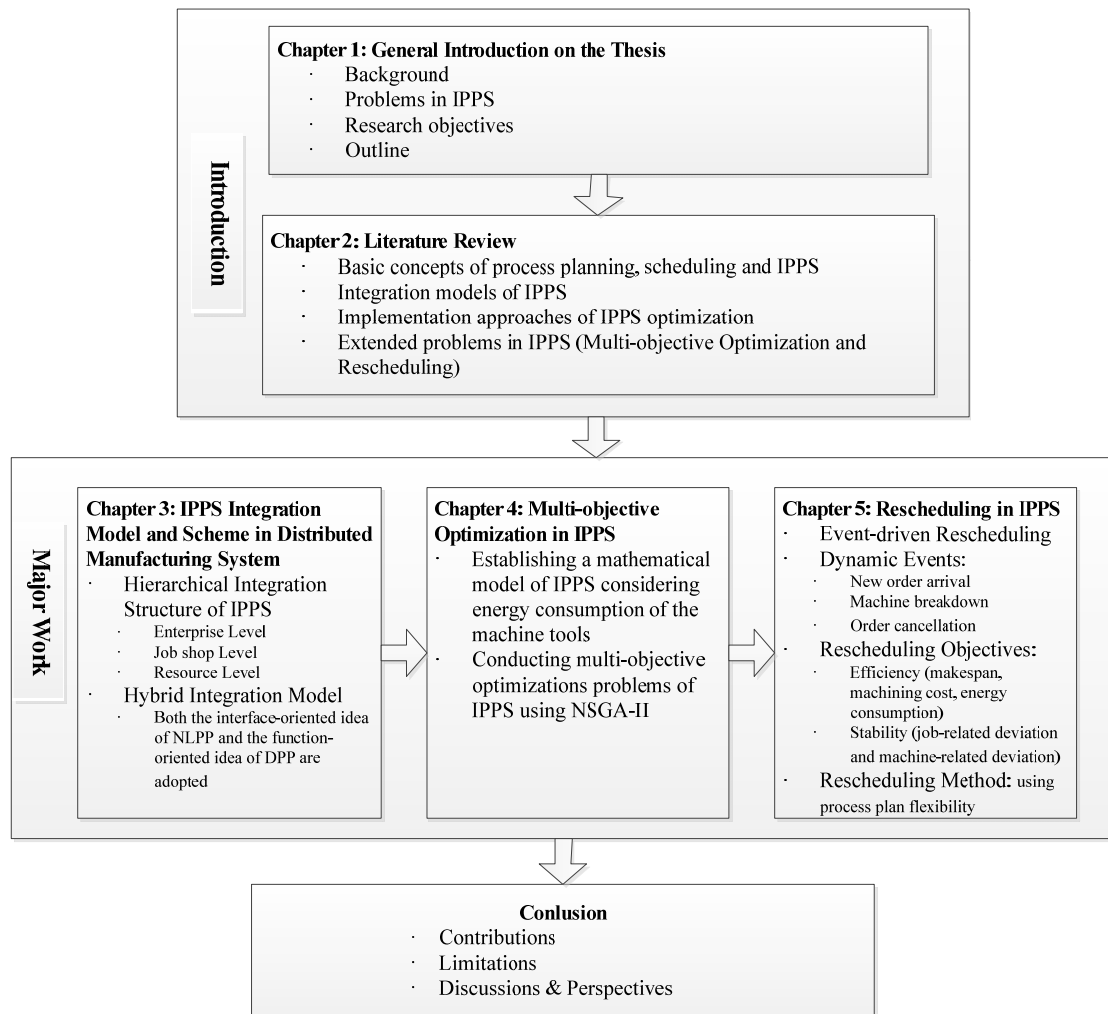 Introduction
Chapter 1: General Introduction on the Thesis
· Background
· Problems in IPPS
· Research objectives
· Outline
Chapter 2: Literature Review
· Basic concepts of process planning, scheduling and IPPS
· Integration models of IPPS
· Implementation approaches of IPPS optimization
· Extended problems in IPPS (Multi-objective Optimization and
Rescheduling)
Major Work
Chapter 3: IPPS Integration
Model and Scheme in Distributed
Manufacturing System
· Hierarchical Integration
Structure of IPPS
· Enterprise Level
· Job shop Level
· Resource Level
· Hybrid Integration Model
· Both the interface-oriented idea
of NLPP and the function-
oriented idea of DPP are
adopted
Chapter 4: Multi-objective
Optimization in IPPS
· Establishing a mathematical
model of IPPS considering
energy consumption of the
machine tools
· Conducting multi-objective
optimizations problems of
IPPS using NSGA-II
Chapter 5: Rescheduling in IPPS
· Event-driven Rescheduling
· Dynamic Events:
· New order arrival
· Machine breakdown
· Order cancellation
· Rescheduling Objectives:
· Efficiency (makespan,
machining cost, energy
consumption)
· Stability (job-related deviation
and machine-related deviation)
· Rescheduling Method: using
process plan flexibility
Conlusion
· Contributions
· Limitations
· Discussions & Perspectives